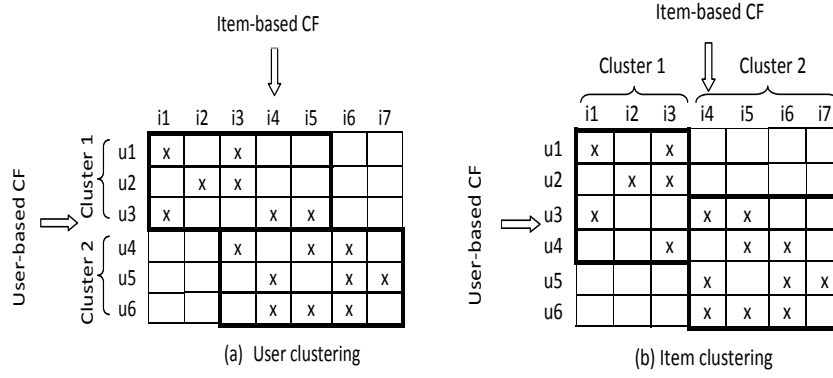 Item-based CF
i1 i2 i3 i4 i5 i6 i7
User-based CF
Cluster 1
Cluster 2
u1 x x
u2 x x
u3 x x x
u4 x x x
u5 x x x
u6 x x x
(a) User clustering
Item-based CF
Cluster 1 Cluster 2
i1 i2 i3 i4 i5 i6 i7
User-based CF
u1 x x
u2 x x
u3 x x x
u4 x x x
u5 x x x
u6 x x x
(b) Item clustering